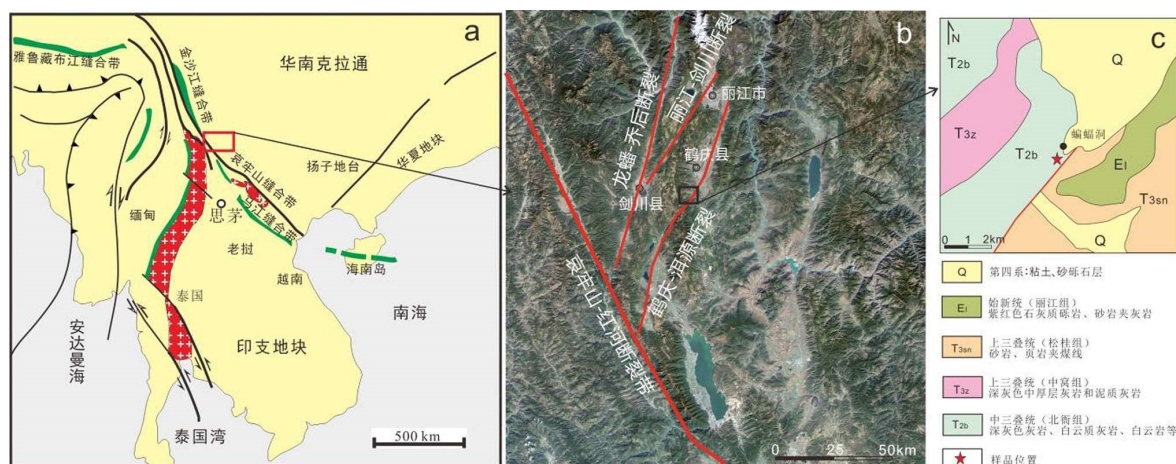 a
雅鲁藏布江缝合带
金沙江缝合带
华南克拉通
扬子地台
华夏地块
哀牢山缝合带
马江缝合带
缅甸
思茅
老挝
越南
海南岛
泰国
南海
安达曼海
印支地块
泰国湾
500 km
b
龙蟠-乔后断裂
丽江-剑川断裂
丽江市
鹤庆县
剑川县
鹤庆-洱源断裂
哀牢山-红河断裂带
0 25 50km
c
N
T2b
Q
T3z
蝙蝠洞
T2b
El
T3sn
Q
0 1 2km
Q 第四系:粘土、砂砾石层
El 始新统(丽江组)
紫红色石灰质砾岩、砂岩夹灰岩
T3sn 上三叠统(松桂组)
砂岩、页岩夹煤线
T3z 上三叠统(中窝组)
深灰色中厚层灰岩和泥质灰岩
T2b 中三叠统(北衙组)
深灰色灰岩、白云质灰岩、白云岩等
样品位置